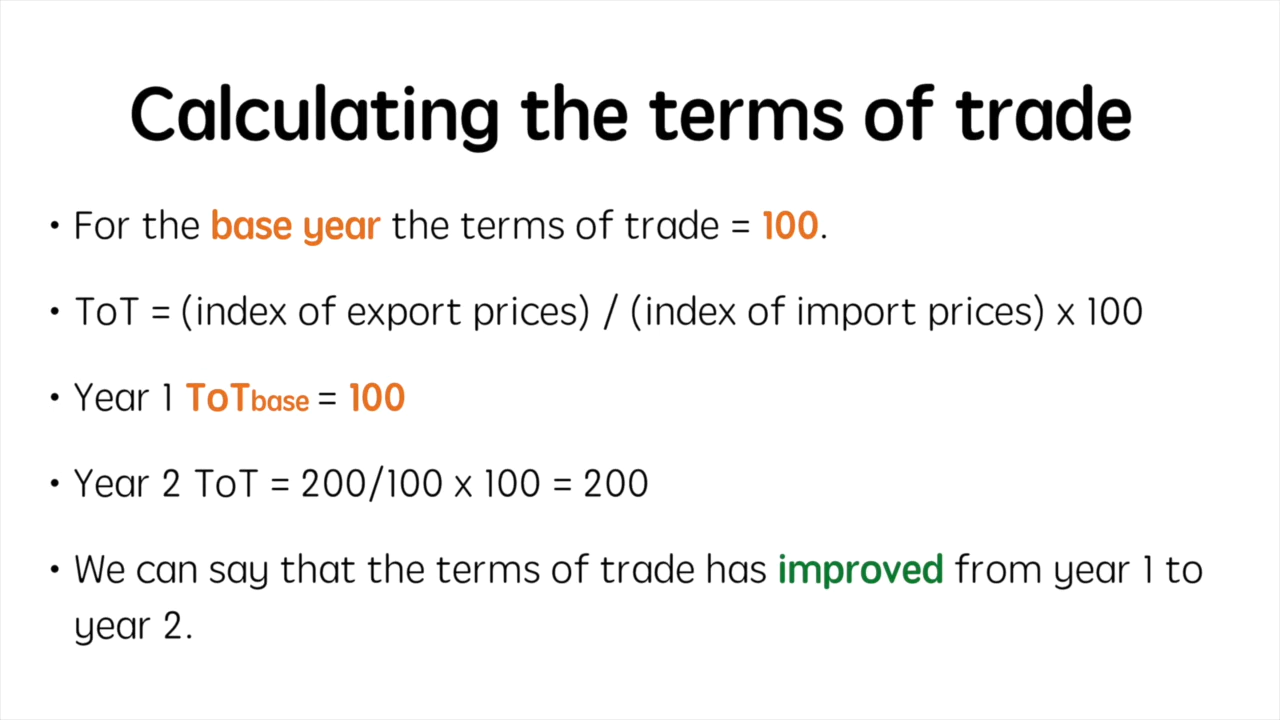 Calculating the terms of trade
• For the base year the terms of trade = 100.
• ToT = (index of export prices) / (index of import prices) x 100
• Year 1 ToTbase = 100
• Year 2 ToT = 200/100 x 100 = 200
• We can say that the terms of trade has improved from year 1 to
year 2.